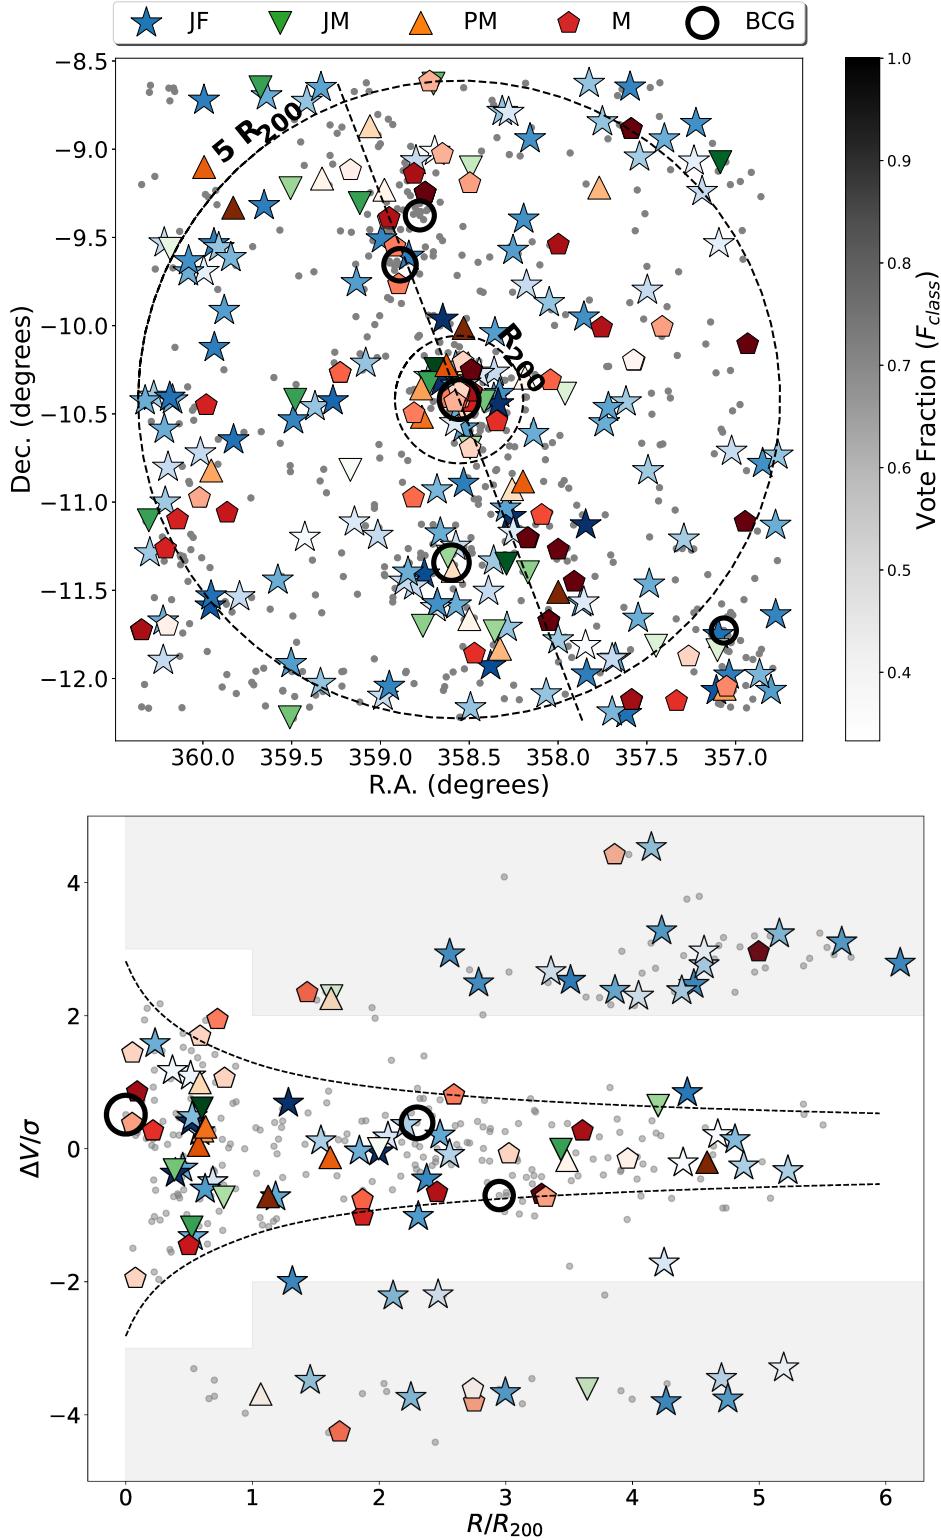 JF JM PM M BCG
5 R200
R200
−8.5
−9.0
−9.5
−10.0
−10.5
−11.0
−11.5
−12.0
Dec. (degrees)
360.0 359.5 359.0 358.5 358.0 357.5 357.0
R.A. (degrees)
1.0
0.9
0.8
0.7
0.6
0.5
0.4
Vote Fraction (F_class)
4
2
0
−2
−4
ΔV/σ
0 1 2 3 4 5 6
R/R200